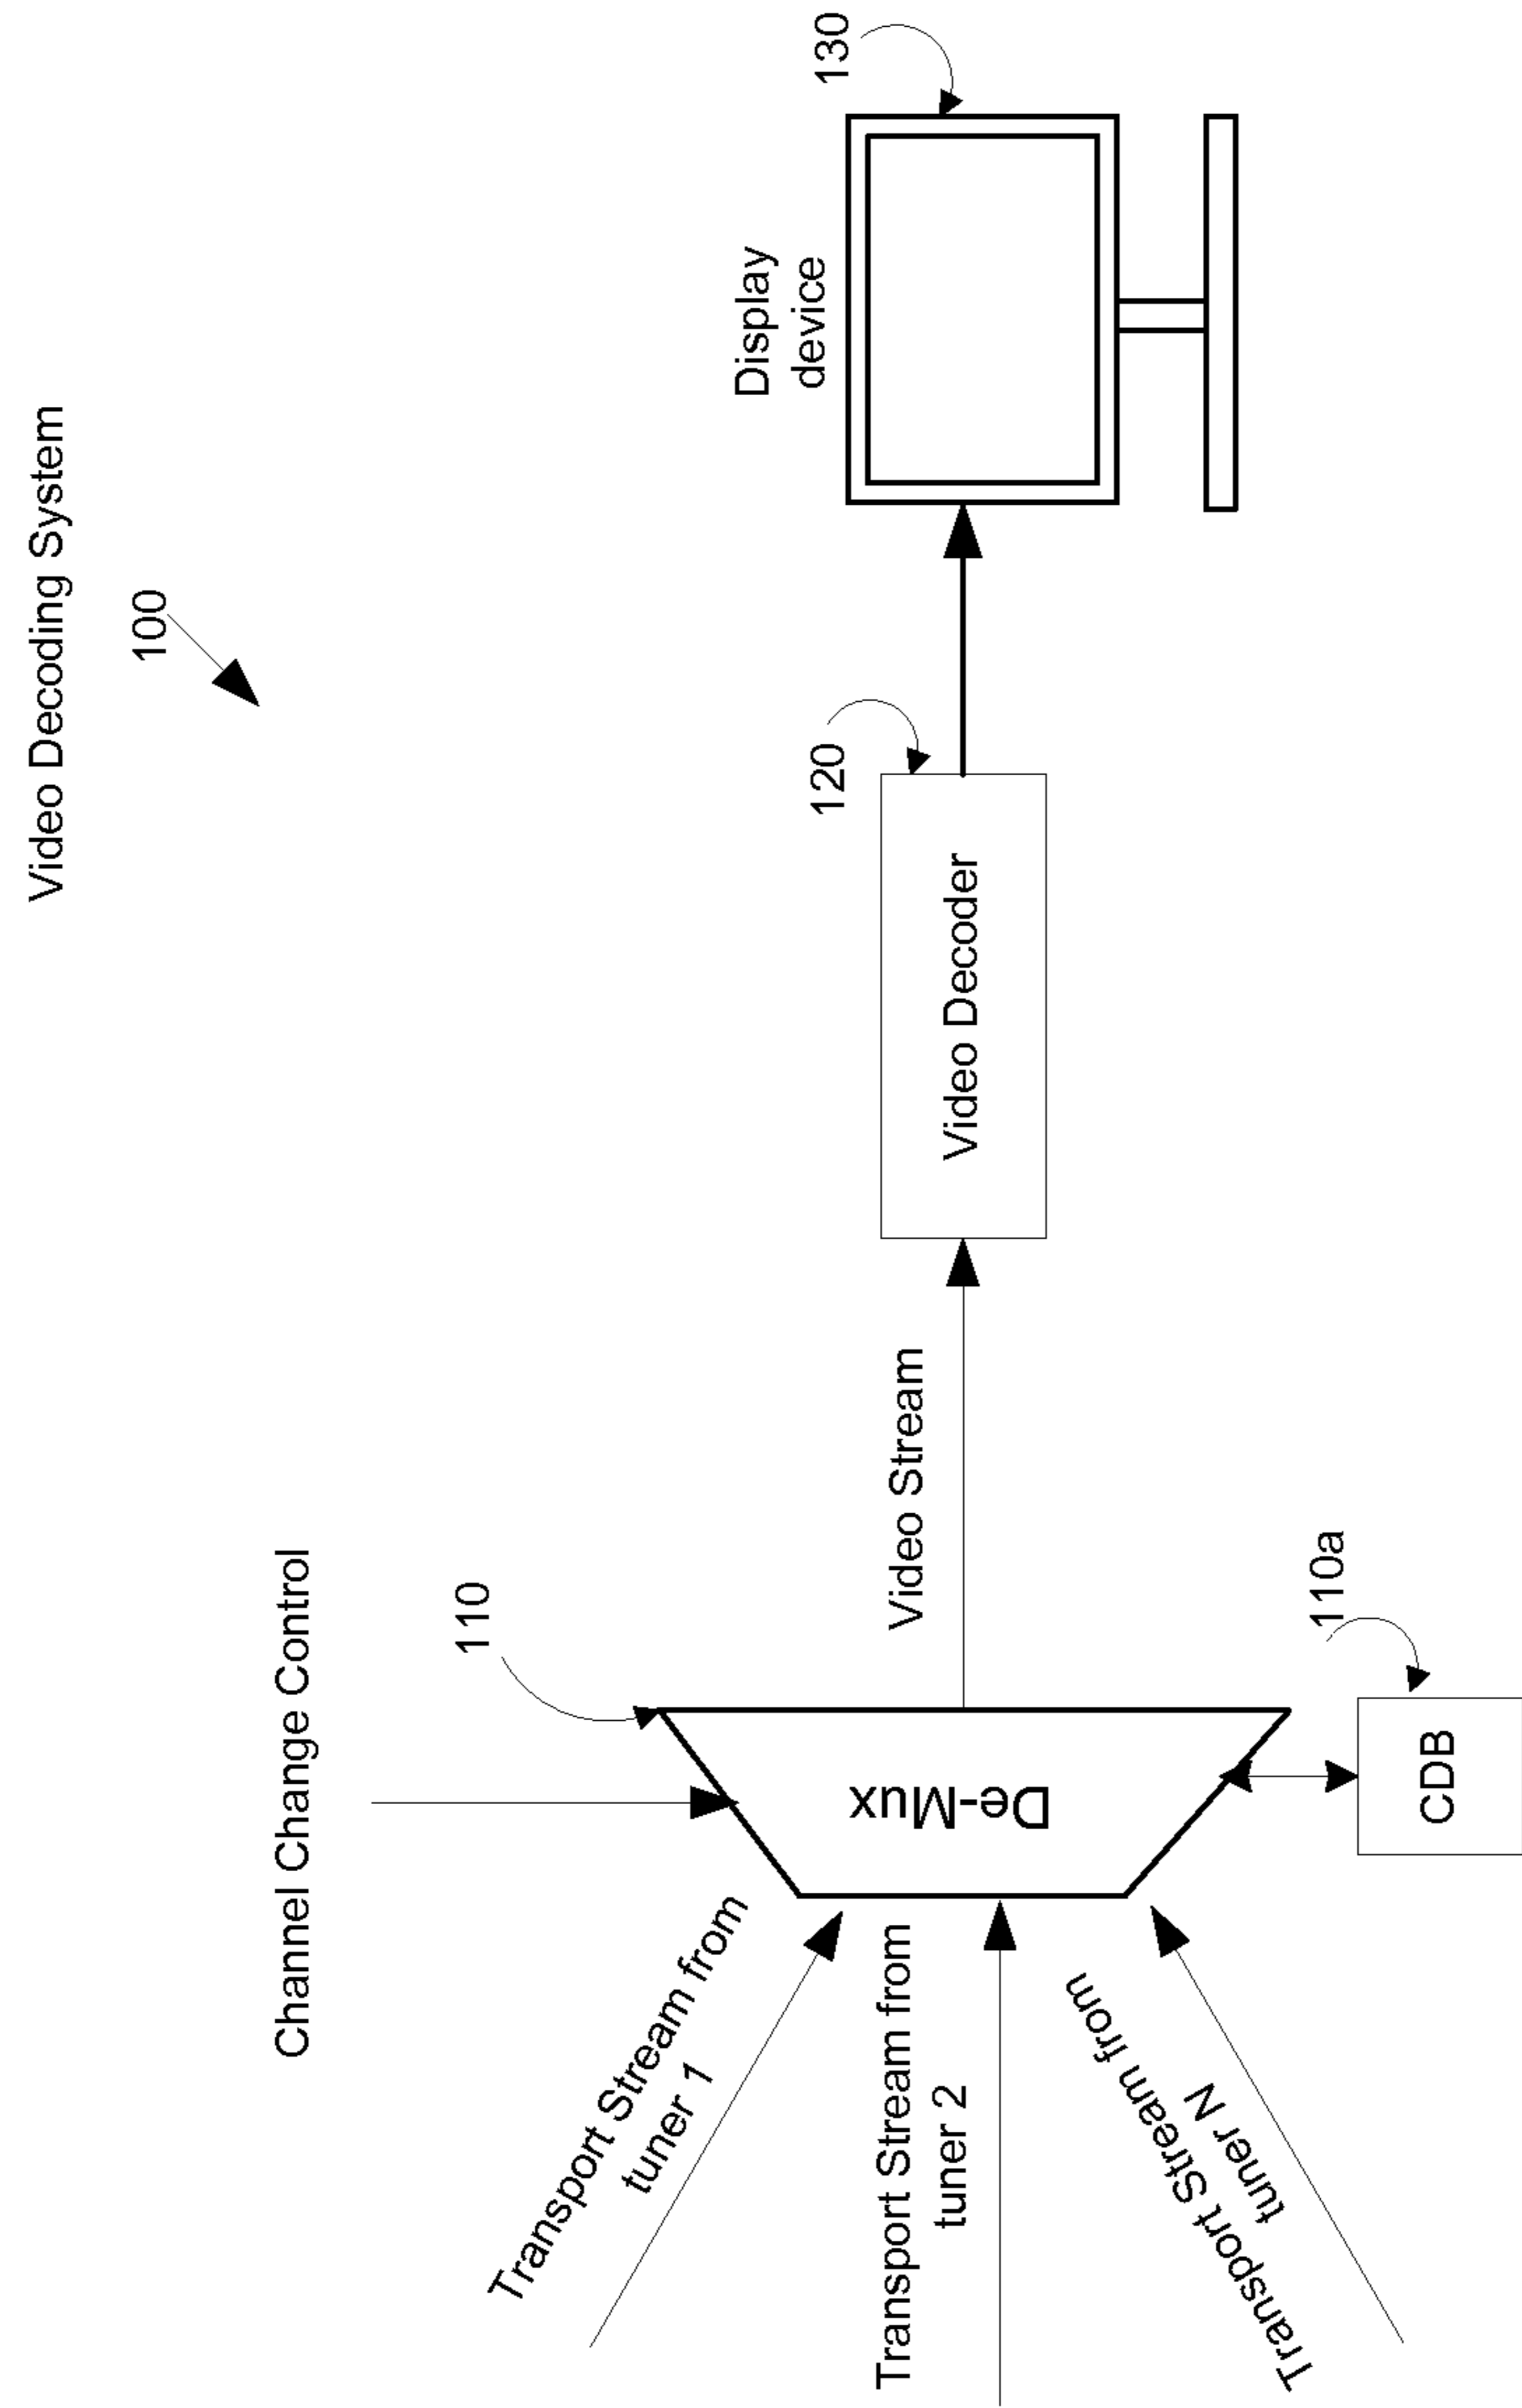 Video Decoding System
100
Channel Change Control
110
Transport Stream from
tuner 1
Transport Stream from
tuner 2
Transport Stream from
tuner N
De-Mux
CDB
110a
Video Stream
Video Decoder
120
Display
device
130